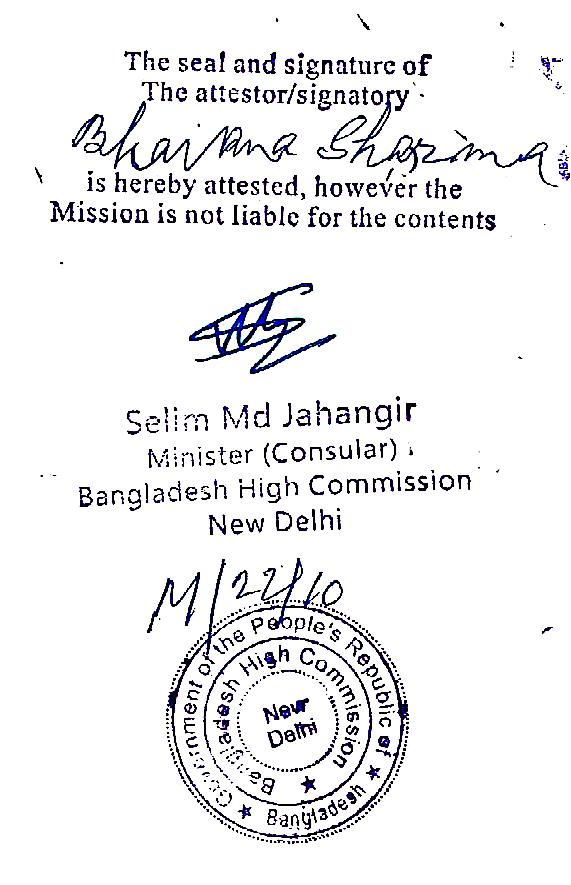 The seal and signature of
The attestor/signatory
Bhavana Sharma
is hereby attested, however the
Mission is not liable for the contents
Selim Md Jahangir
Minister (Consular)
Bangladesh High Commission
New Delhi
M/22/10
Government of the People's Republic of
Bangladesh
Bangladesh High Commission
New
Delhi